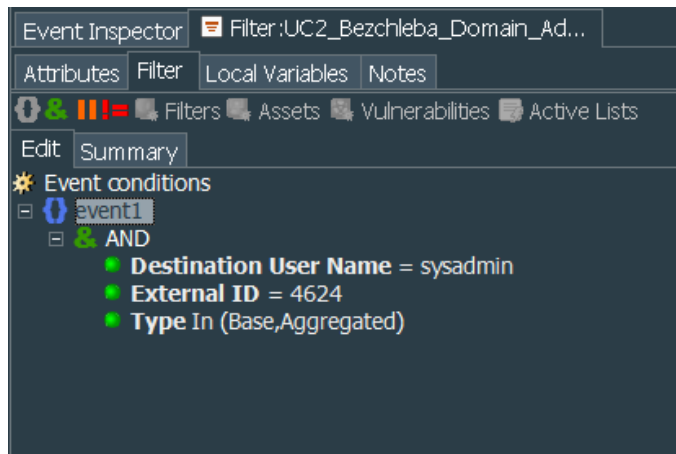 Event Inspector Filter:UC2_Bezchleba_Domain_Ad...
Attributes Filter Local Variables Notes
{} & || != Filters Assets Vulnerabilities Active Lists
Edit Summary
Event conditions
event1
& AND
Destination User Name = sysadmin
External ID = 4624
Type In (Base,Aggregated)